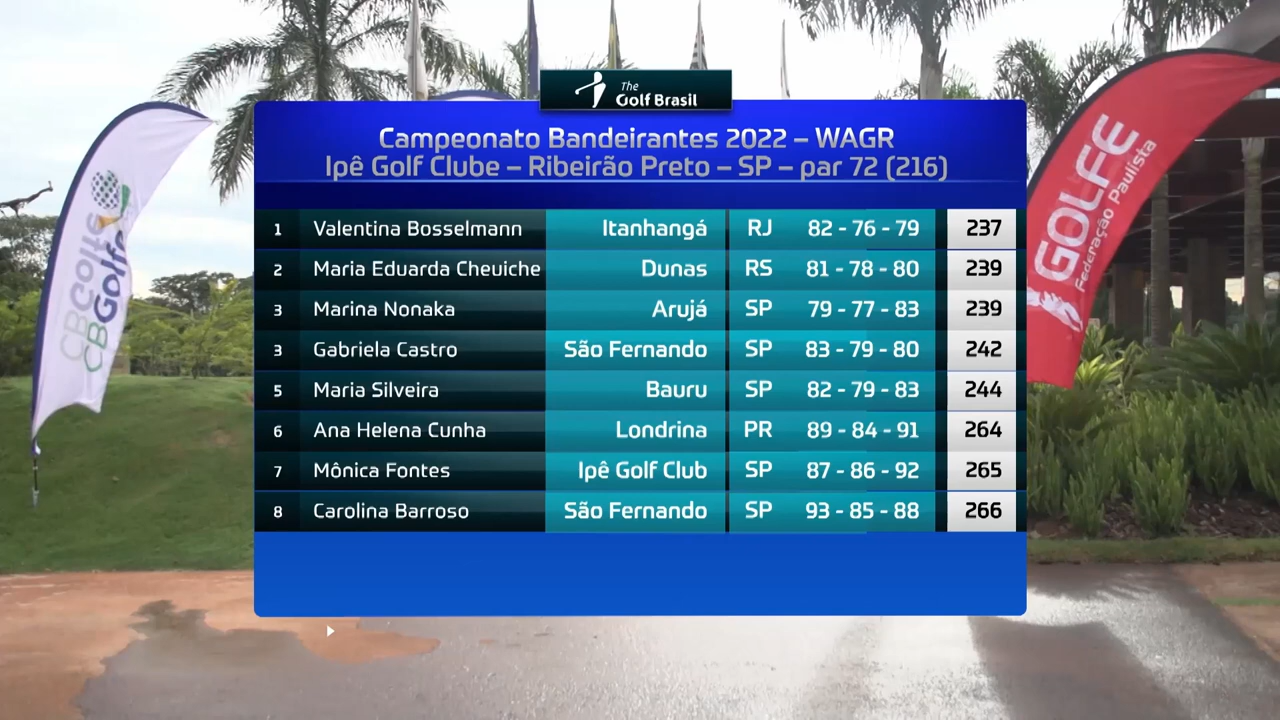 The
Golf Brasil
Campeonato Bandeirantes 2022 – WAGR
Ipê Golf Clube – Ribeirão Preto – SP – par 72 (216)
1 Valentina Bosselmann Itanhangá RJ 82 - 76 - 79 237
2 Maria Eduarda Cheuiche Dunas RS 81 - 78 - 80 239
3 Marina Nonaka Arujá SP 79 - 77 - 83 239
3 Gabriela Castro São Fernando SP 83 - 79 - 80 242
5 Maria Silveira Bauru SP 82 - 79 - 83 244
6 Ana Helena Cunha Londrina PR 89 - 84 - 91 264
7 Mônica Fontes Ipê Golf Club SP 87 - 86 - 92 265
8 Carolina Barroso São Fernando SP 93 - 85 - 88 266
CBGolfe
CBGolfe
GOLFE
Federação Paulista